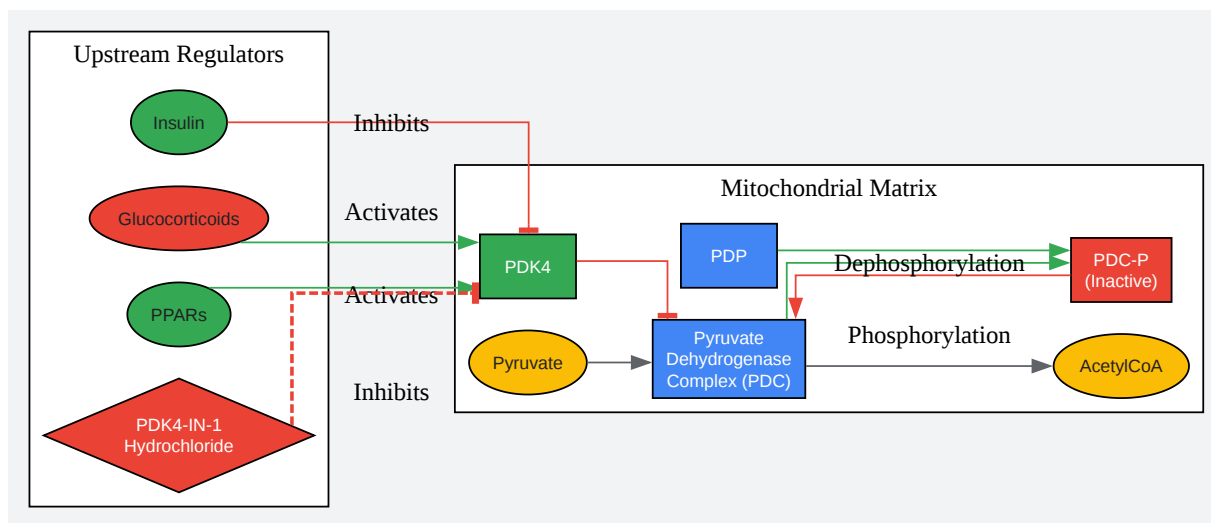 Upstream Regulators
Insulin
Inhibits
Mitochondrial Matrix
Glucocorticoids
Activates
PDK4
PDP
Dephosphorylation
PDC-P
(Inactive)
PPARs
Activates
Pyruvate
Pyruvate
Dehydrogenase
Complex (PDC)
Phosphorylation
AcetylCoA
Inhibits
PDK4-IN-1
Hydrochloride